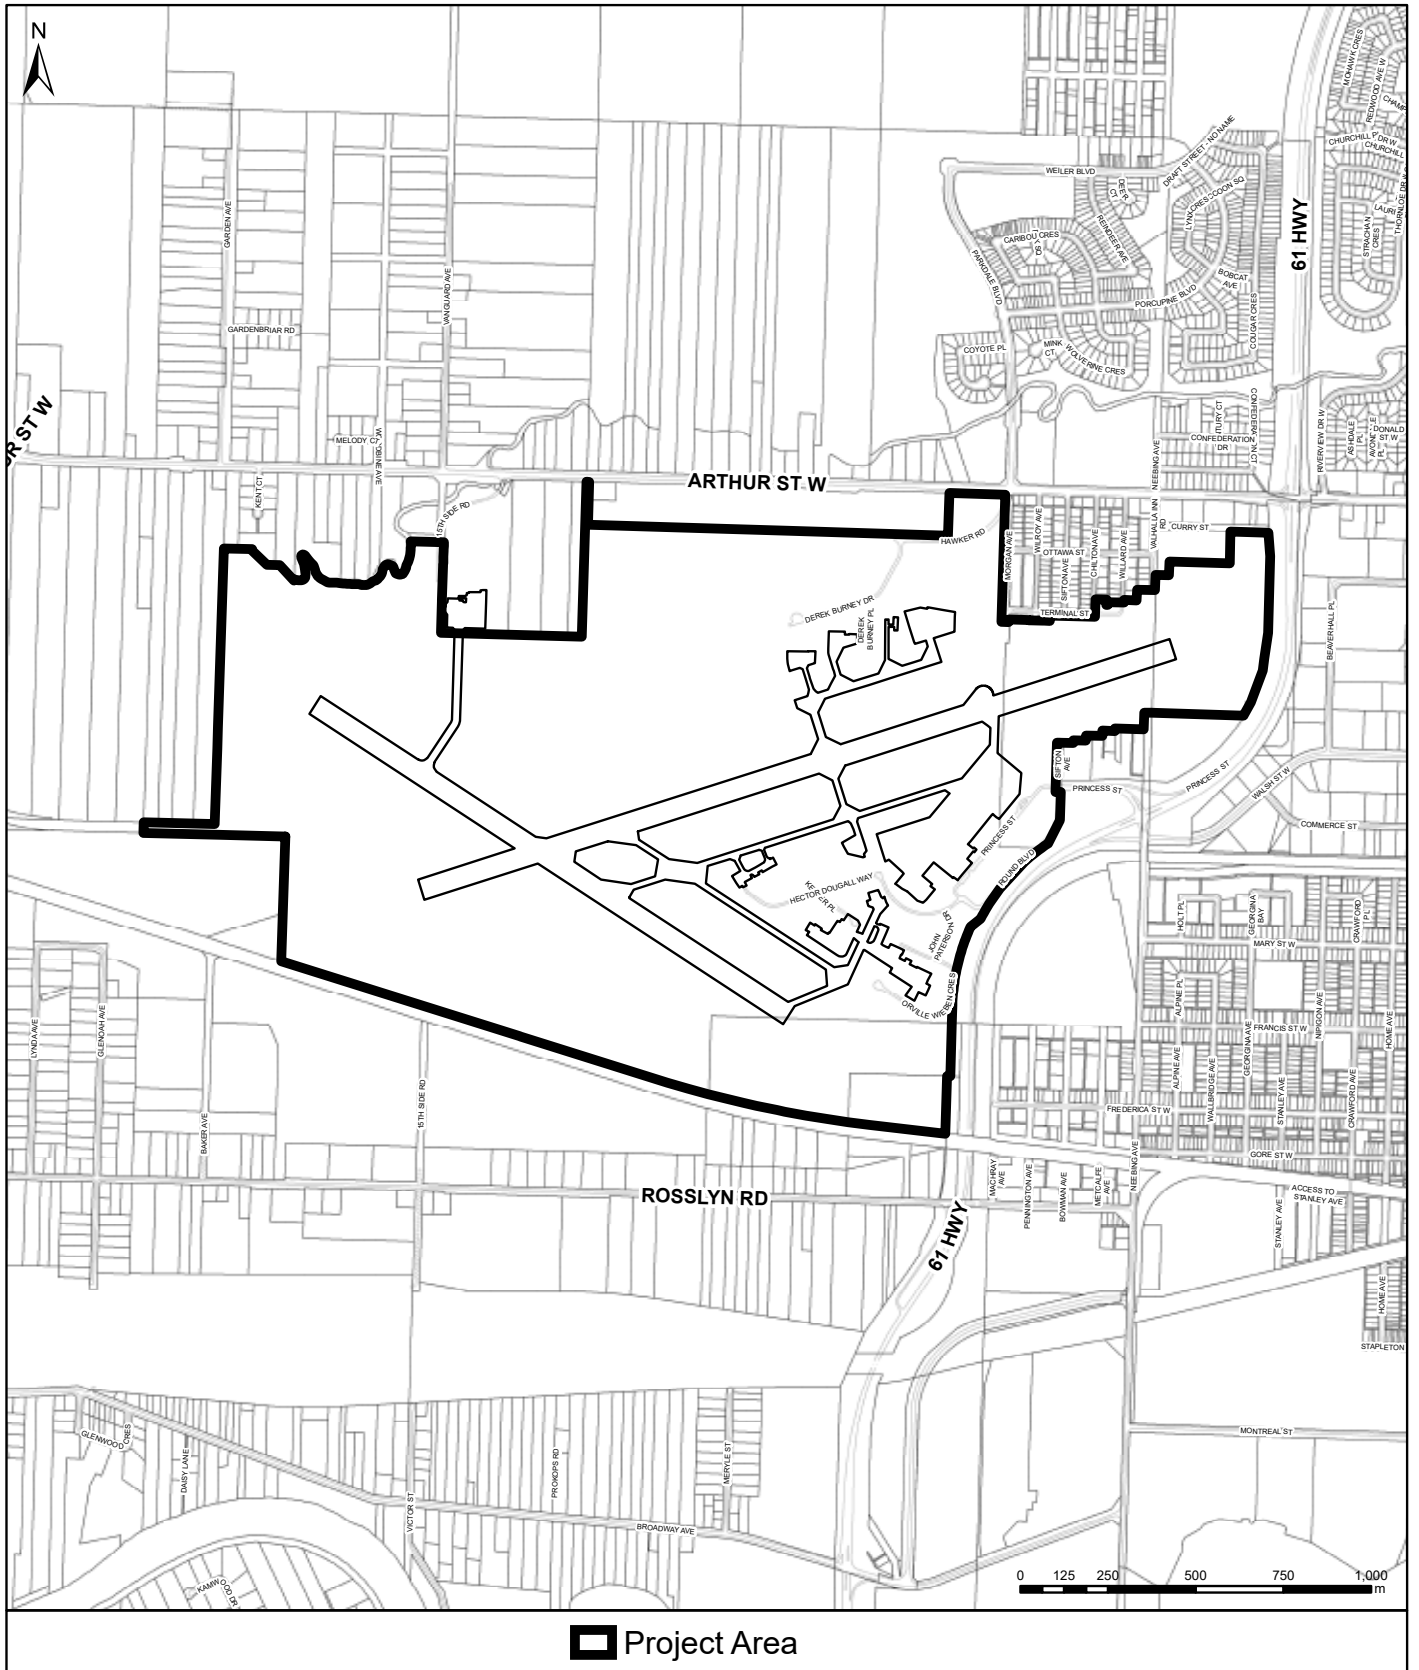 N
MOHAWK CRES
REDWOOD AVE W
CHURCHILL
DR W
CHURCHILL
DRAFT STREET - NO NAME
WEILER BLVD
DEER
CT
LYNX CRES
COON SQ
THORNLOE DR
STRACHAN
CRES
GARDEN AVE
REINDEER AVE
CARIBOU CRES
61 HWY
PARKDALE BLVD
BOBCAT
AVE
VANGUARD AVE
PORCUPINE BLVD
COUGAR CRES
GARDENBRIAR RD
COYOTE PL
MINK
CT
WOLVERINE CRES
ST W
MELODY
KENT CT
CONFEDERATION
DR
CONFEDERATION CT
RIVERVIEW DR W
ASHDALE
PL
DONALD
ST W
NEEBING AVE
ARTHUR ST W
15TH SIDE RD
HAWKER RD
MORGAN AVE
WILROY AVE
OTTAWA ST
SIFTON AVE
CHILTON AVE
WILLARD AVE
VALHALLA INN
RD
CURRY ST
TERMINAL ST
DEREK BURNEY DR
DEREK
BURNEY PL
BEAVERHALL PL
SIFTON
AVE
PRINCESS ST
PRINCESS ST
WALSH ST W
COMMERCE ST
PRINCESS ST
ROUND BLVD
HECTOR DOUGALL WAY
JOHN
PATERSON DR
ORVILLE WIEBEN CRES
HOLT PL
GEORGINA
BAY
CRAWFORD
PL
MARY ST W
ALPINE PL
LYNDA AVE
GLENOAH AVE
FRANCIS ST W
NIPIGON AVE
HOME AVE
ALPINE AVE
WALLBRIDGE AVE
GEORGINA AVE
STANLEY AVE
CRAWFORD AVE
15TH SIDE RD
BAKER AVE
FREDERICA ST W
GORE ST W
MACHRAY
AVE
PENNINGTON AVE
BOWMAN AVE
METCALFE
AVE
NEEBING AVE
ACCESS TO
STANLEY AVE
ROSSLYN RD
61 HWY
STANLEY AVE
HOME AVE
STAPLETON
GLENWOOD
CRES
DAISY LANE
PROKOPS RD
MERYLE ST
MONTREAL ST
VICTOR ST
BROADWAY AVE
0 125 250 500 750 1,000
m
Project Area